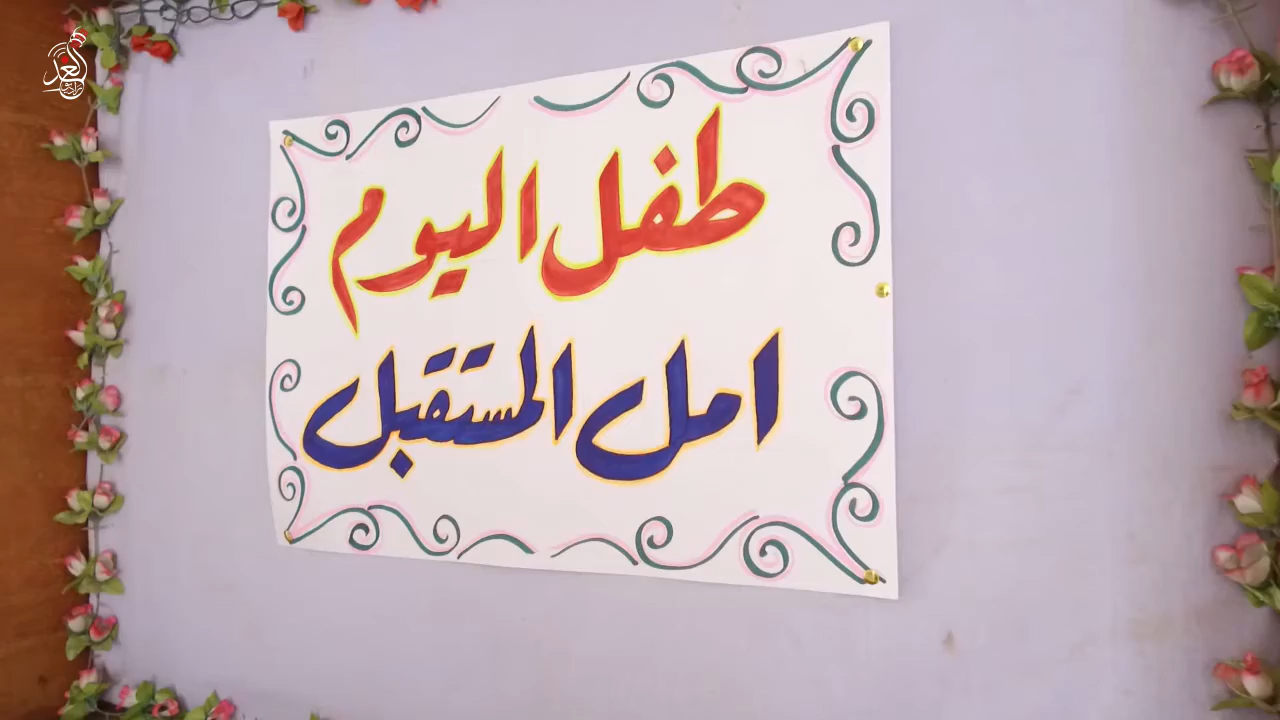 طفل اليوم
امل المستقبل